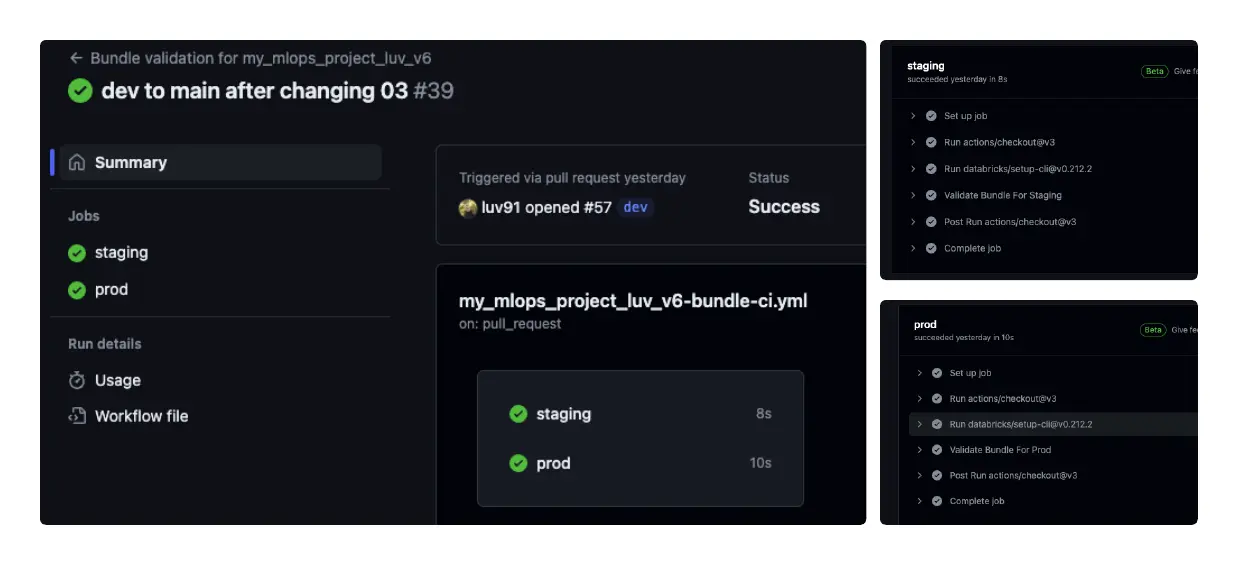 Bundle validation for my_mlops_project_luv_v6
dev to main after changing 03 #39
Summary
Jobs
staging
prod
Run details
Usage
Workflow file
Triggered via pull request yesterday
luv91 opened #57 dev
Status
Success
my_mlops_project_luv_v6-bundle-ci.yml
on: pull_request
staging 8s
prod 10s
staging
succeeded yesterday in 8s
Beta Give
Set up job
Run actions/checkout@v3
Run databricks/setup-cli@v0.212.2
Validate Bundle For Staging
Post Run actions/checkout@v3
Complete job
prod
succeeded yesterday in 10s
Beta Give
Set up job
Run actions/checkout@v3
Run databricks/setup-cli@v0.212.2
Validate Bundle For Prod
Post Run actions/checkout@v3
Complete job